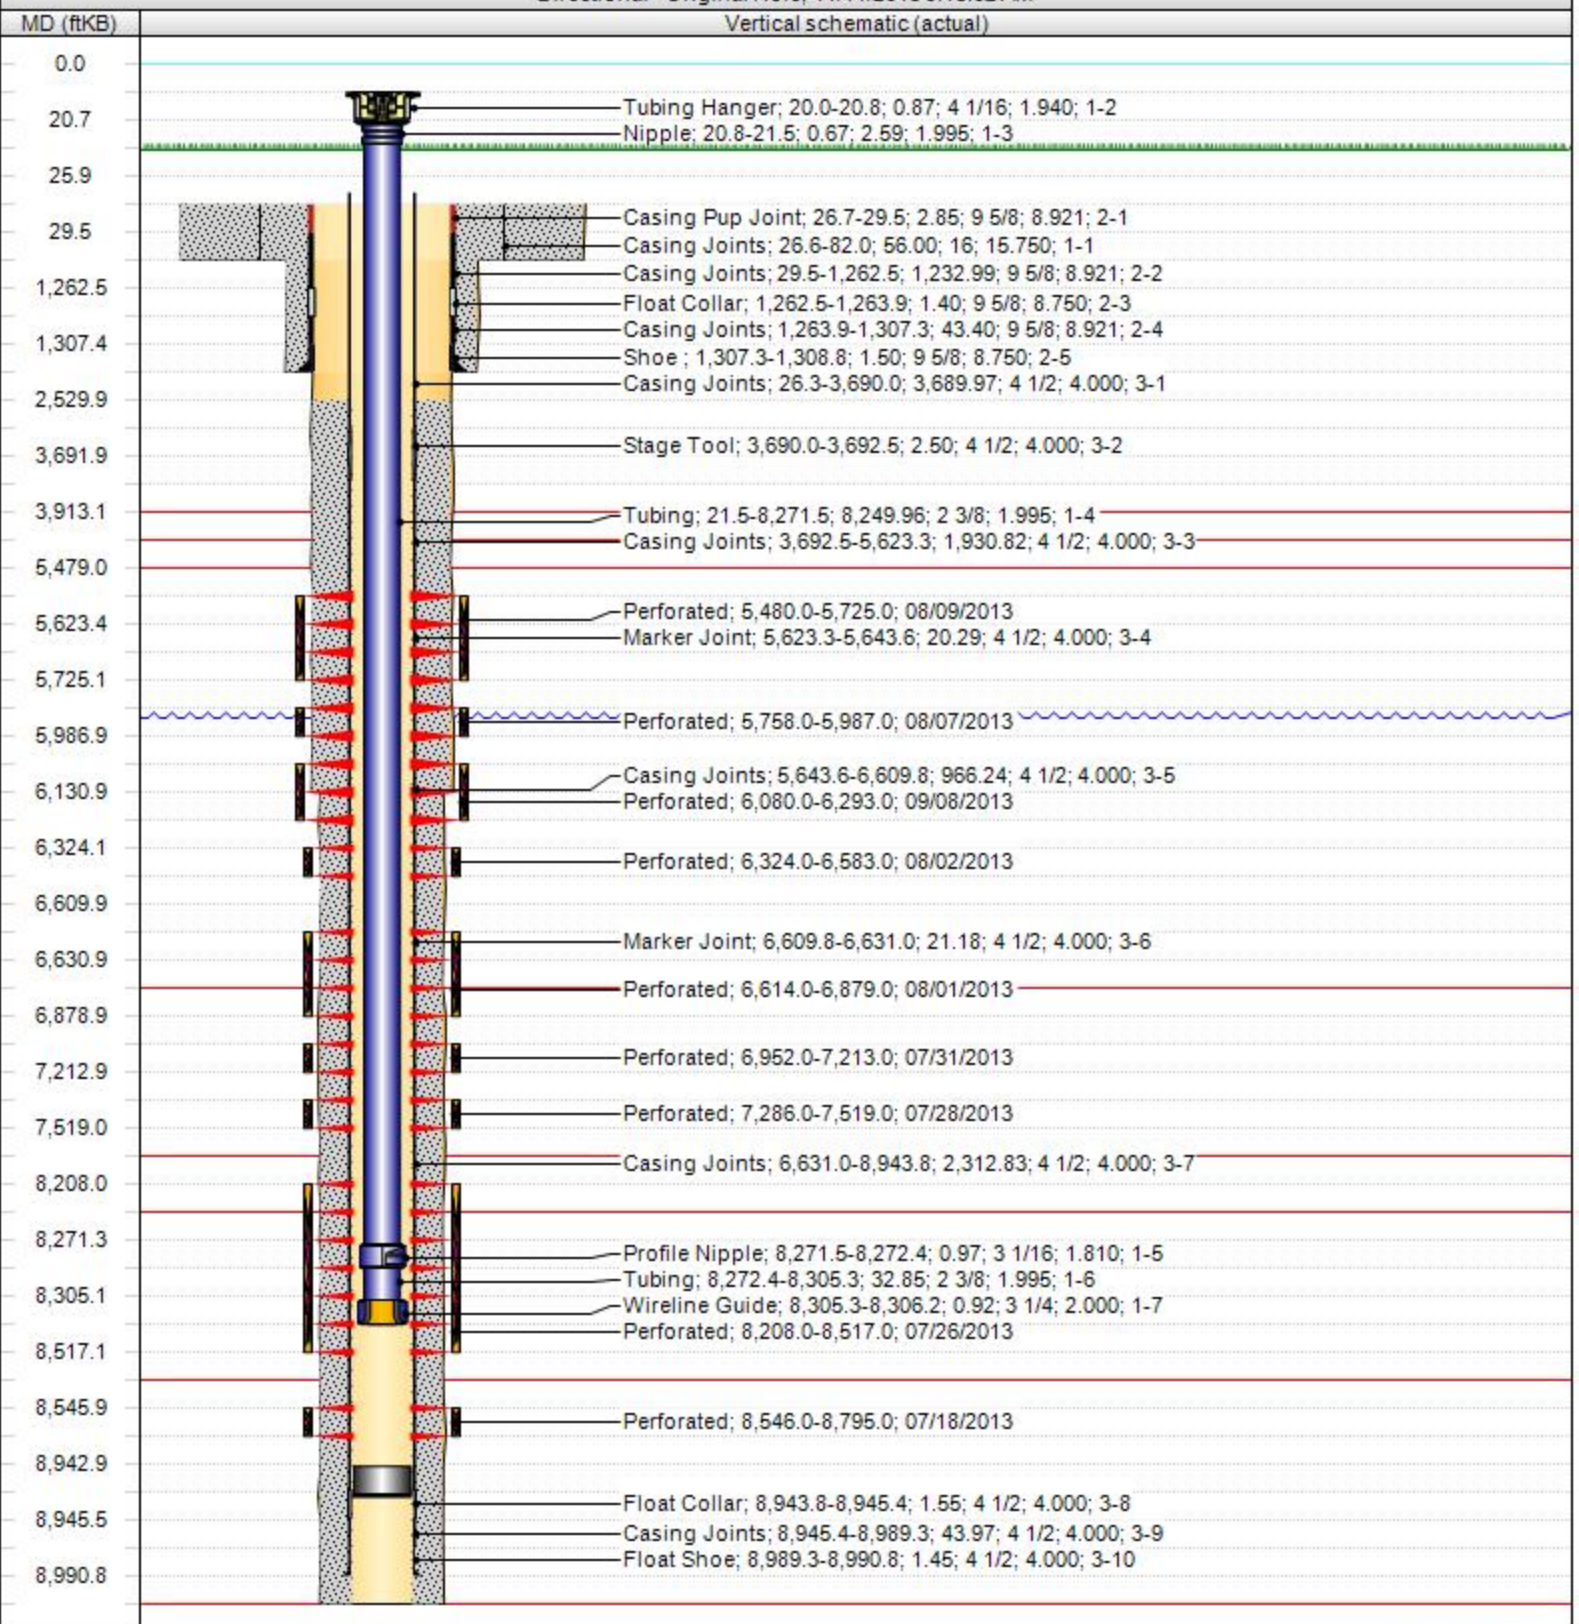 MD (ftKB)
Vertical schematic (actual)
0.0
Tubing Hanger; 20.0-20.8; 0.87; 4 1/16; 1.940; 1-2
20.7
Nipple; 20.8-21.5; 0.67; 2.59; 1.995; 1-3
25.9
Casing Pup Joint; 26.7-29.5; 2.85; 9 5/8; 8.921; 2-1
29.5
Casing Joints; 26.6-82.0; 56.00; 16; 15.750; 1-1
Casing Joints; 29.5-1,262.5; 1,232.99; 9 5/8; 8.921; 2-2
1,262.5
Float Collar; 1,262.5-1,263.9; 1.40; 9 5/8; 8.750; 2-3
Casing Joints; 1,263.9-1,307.3; 43.40; 9 5/8; 8.921; 2-4
1,307.4
Shoe ; 1,307.3-1,308.8; 1.50; 9 5/8; 8.750; 2-5
Casing Joints; 26.3-3,690.0; 3,689.97; 4 1/2; 4.000; 3-1
2,529.9
Stage Tool; 3,690.0-3,692.5; 2.50; 4 1/2; 4.000; 3-2
3,691.9
3,913.1
Tubing; 21.5-8,271.5; 8,249.96; 2 3/8; 1.995; 1-4
Casing Joints; 3,692.5-5,623.3; 1,930.82; 4 1/2; 4.000; 3-3
5,479.0
Perforated; 5,480.0-5,725.0; 08/09/2013
5,623.4
Marker Joint; 5,623.3-5,643.6; 20.29; 4 1/2; 4.000; 3-4
5,725.1
Perforated; 5,758.0-5,987.0; 08/07/2013
5,986.9
Casing Joints; 5,643.6-6,609.8; 966.24; 4 1/2; 4.000; 3-5
6,130.9
Perforated; 6,080.0-6,293.0; 09/08/2013
6,324.1
Perforated; 6,324.0-6,583.0; 08/02/2013
6,609.9
Marker Joint; 6,609.8-6,631.0; 21.18; 4 1/2; 4.000; 3-6
6,630.9
Perforated; 6,614.0-6,879.0; 08/01/2013
6,878.9
Perforated; 6,952.0-7,213.0; 07/31/2013
7,212.9
Perforated; 7,286.0-7,519.0; 07/28/2013
7,519.0
Casing Joints; 6,631.0-8,943.8; 2,312.83; 4 1/2; 4.000; 3-7
8,208.0
8,271.3
Profile Nipple; 8,271.5-8,272.4; 0.97; 3 1/16; 1.810; 1-5
Tubing; 8,272.4-8,305.3; 32.85; 2 3/8; 1.995; 1-6
8,305.1
Wireline Guide; 8,305.3-8,306.2; 0.92; 3 1/4; 2.000; 1-7
Perforated; 8,208.0-8,517.0; 07/26/2013
8,517.1
8,545.9
Perforated; 8,546.0-8,795.0; 07/18/2013
8,942.9
Float Collar; 8,943.8-8,945.4; 1.55; 4 1/2; 4.000; 3-8
8,945.5
Casing Joints; 8,945.4-8,989.3; 43.97; 4 1/2; 4.000; 3-9
Float Shoe; 8,989.3-8,990.8; 1.45; 4 1/2; 4.000; 3-10
8,990.8